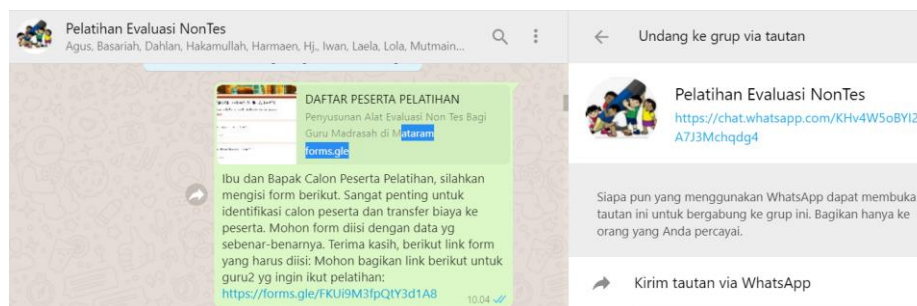 Pelatihan Evaluasi NonTes
Agus, Basariah, Dahlan, Hakamullah, Harmaen, Hj., Iwan, Laela, Lola, Mutmain...
DAFTAR PESERTA PELATIHAN
Penyusunan Alat Evaluasi Non Tes Bagi
Guru Madrasah di Mataram
forms.gle
Ibu dan Bapak Calon Peserta Pelatihan, silahkan
mengisi form berikut. Sangat penting untuk
identifikasi calon peserta dan transfer biaya ke
peserta. Mohon form diisi dengan data yg
sebenar-benarnya. Terima kasih, berikut link form
yang harus diisi: Mohon bagikan link berikut untuk
guru2 yg ingin ikut pelatihan:
https://forms.gle/FKUi9M3fpQtY3d1A8
10.04
Undang ke grup via tautan
Pelatihan Evaluasi NonTes
https://chat.whatsapp.com/KHv4W5oBYI2
A7J3Mchqdg4
Siapa pun yang menggunakan WhatsApp dapat membuka
tautan ini untuk bergabung ke grup ini. Bagikan hanya ke
orang yang Anda percayai.
Kirim tautan via WhatsApp